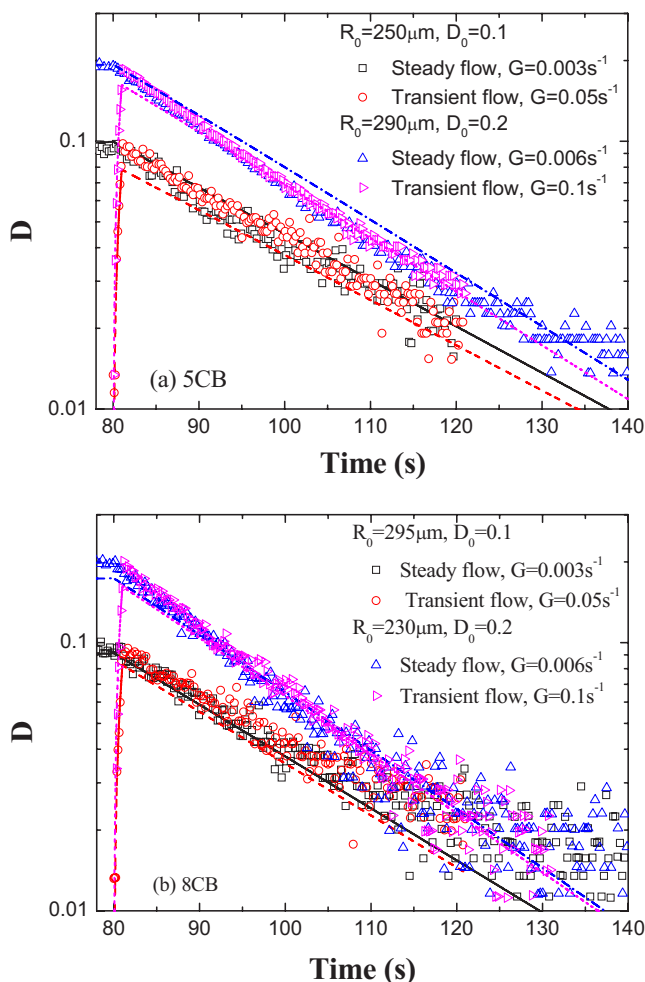 R₀=250μm, D₀=0.1
Steady flow, G=0.003s⁻¹
Transient flow, G=0.05s⁻¹
R₀=290μm, D₀=0.2
Steady flow, G=0.006s⁻¹
Transient flow, G=0.1s⁻¹
0.1
D
(a) 5CB
0.01
80 90 100 110 120 130 140
Time (s)
R₀=295μm, D₀=0.1
Steady flow, G=0.003s⁻¹
Transient flow, G=0.05s⁻¹
R₀=230μm, D₀=0.2
Steady flow, G=0.006s⁻¹
Transient flow, G=0.1s⁻¹
0.1
D
(b) 8CB
0.01
80 90 100 110 120 130 140
Time (s)